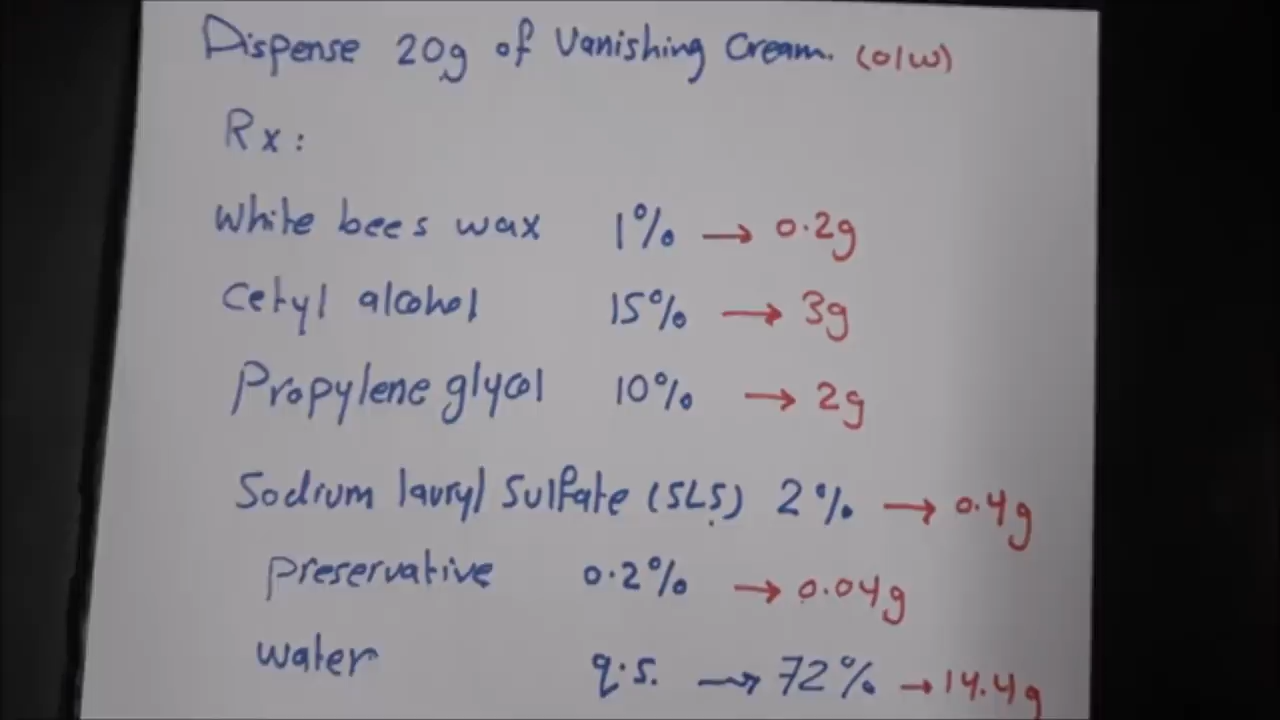 Dispense 20g of Vanishing Cream. (o/w)
Rx:
White bees wax 1% → 0.2g
Cetyl alcohol 15% → 3g
Propylene glycol 10% → 2g
Sodium lauryl Sulfate (SLS) 2% → 0.4g
preservative 0.2% → 0.04g
water q.s. → 72% → 14.4g